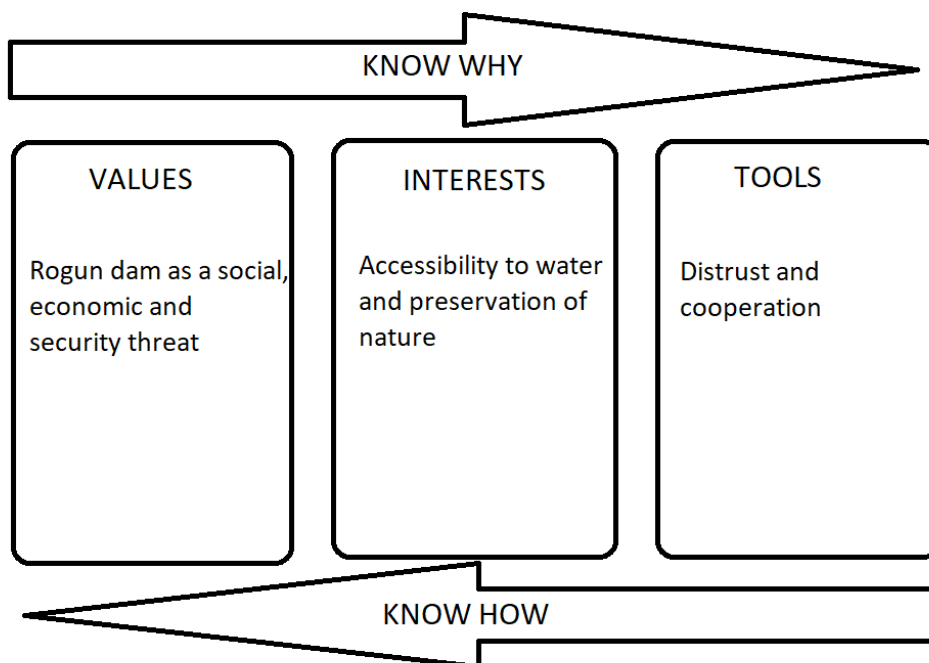 KNOW WHY
VALUES
Rogun dam as a social,
economic and
security threat
INTERESTS
Accessibility to water
and preservation of
nature
TOOLS
Distrust and
cooperation
KNOW HOW